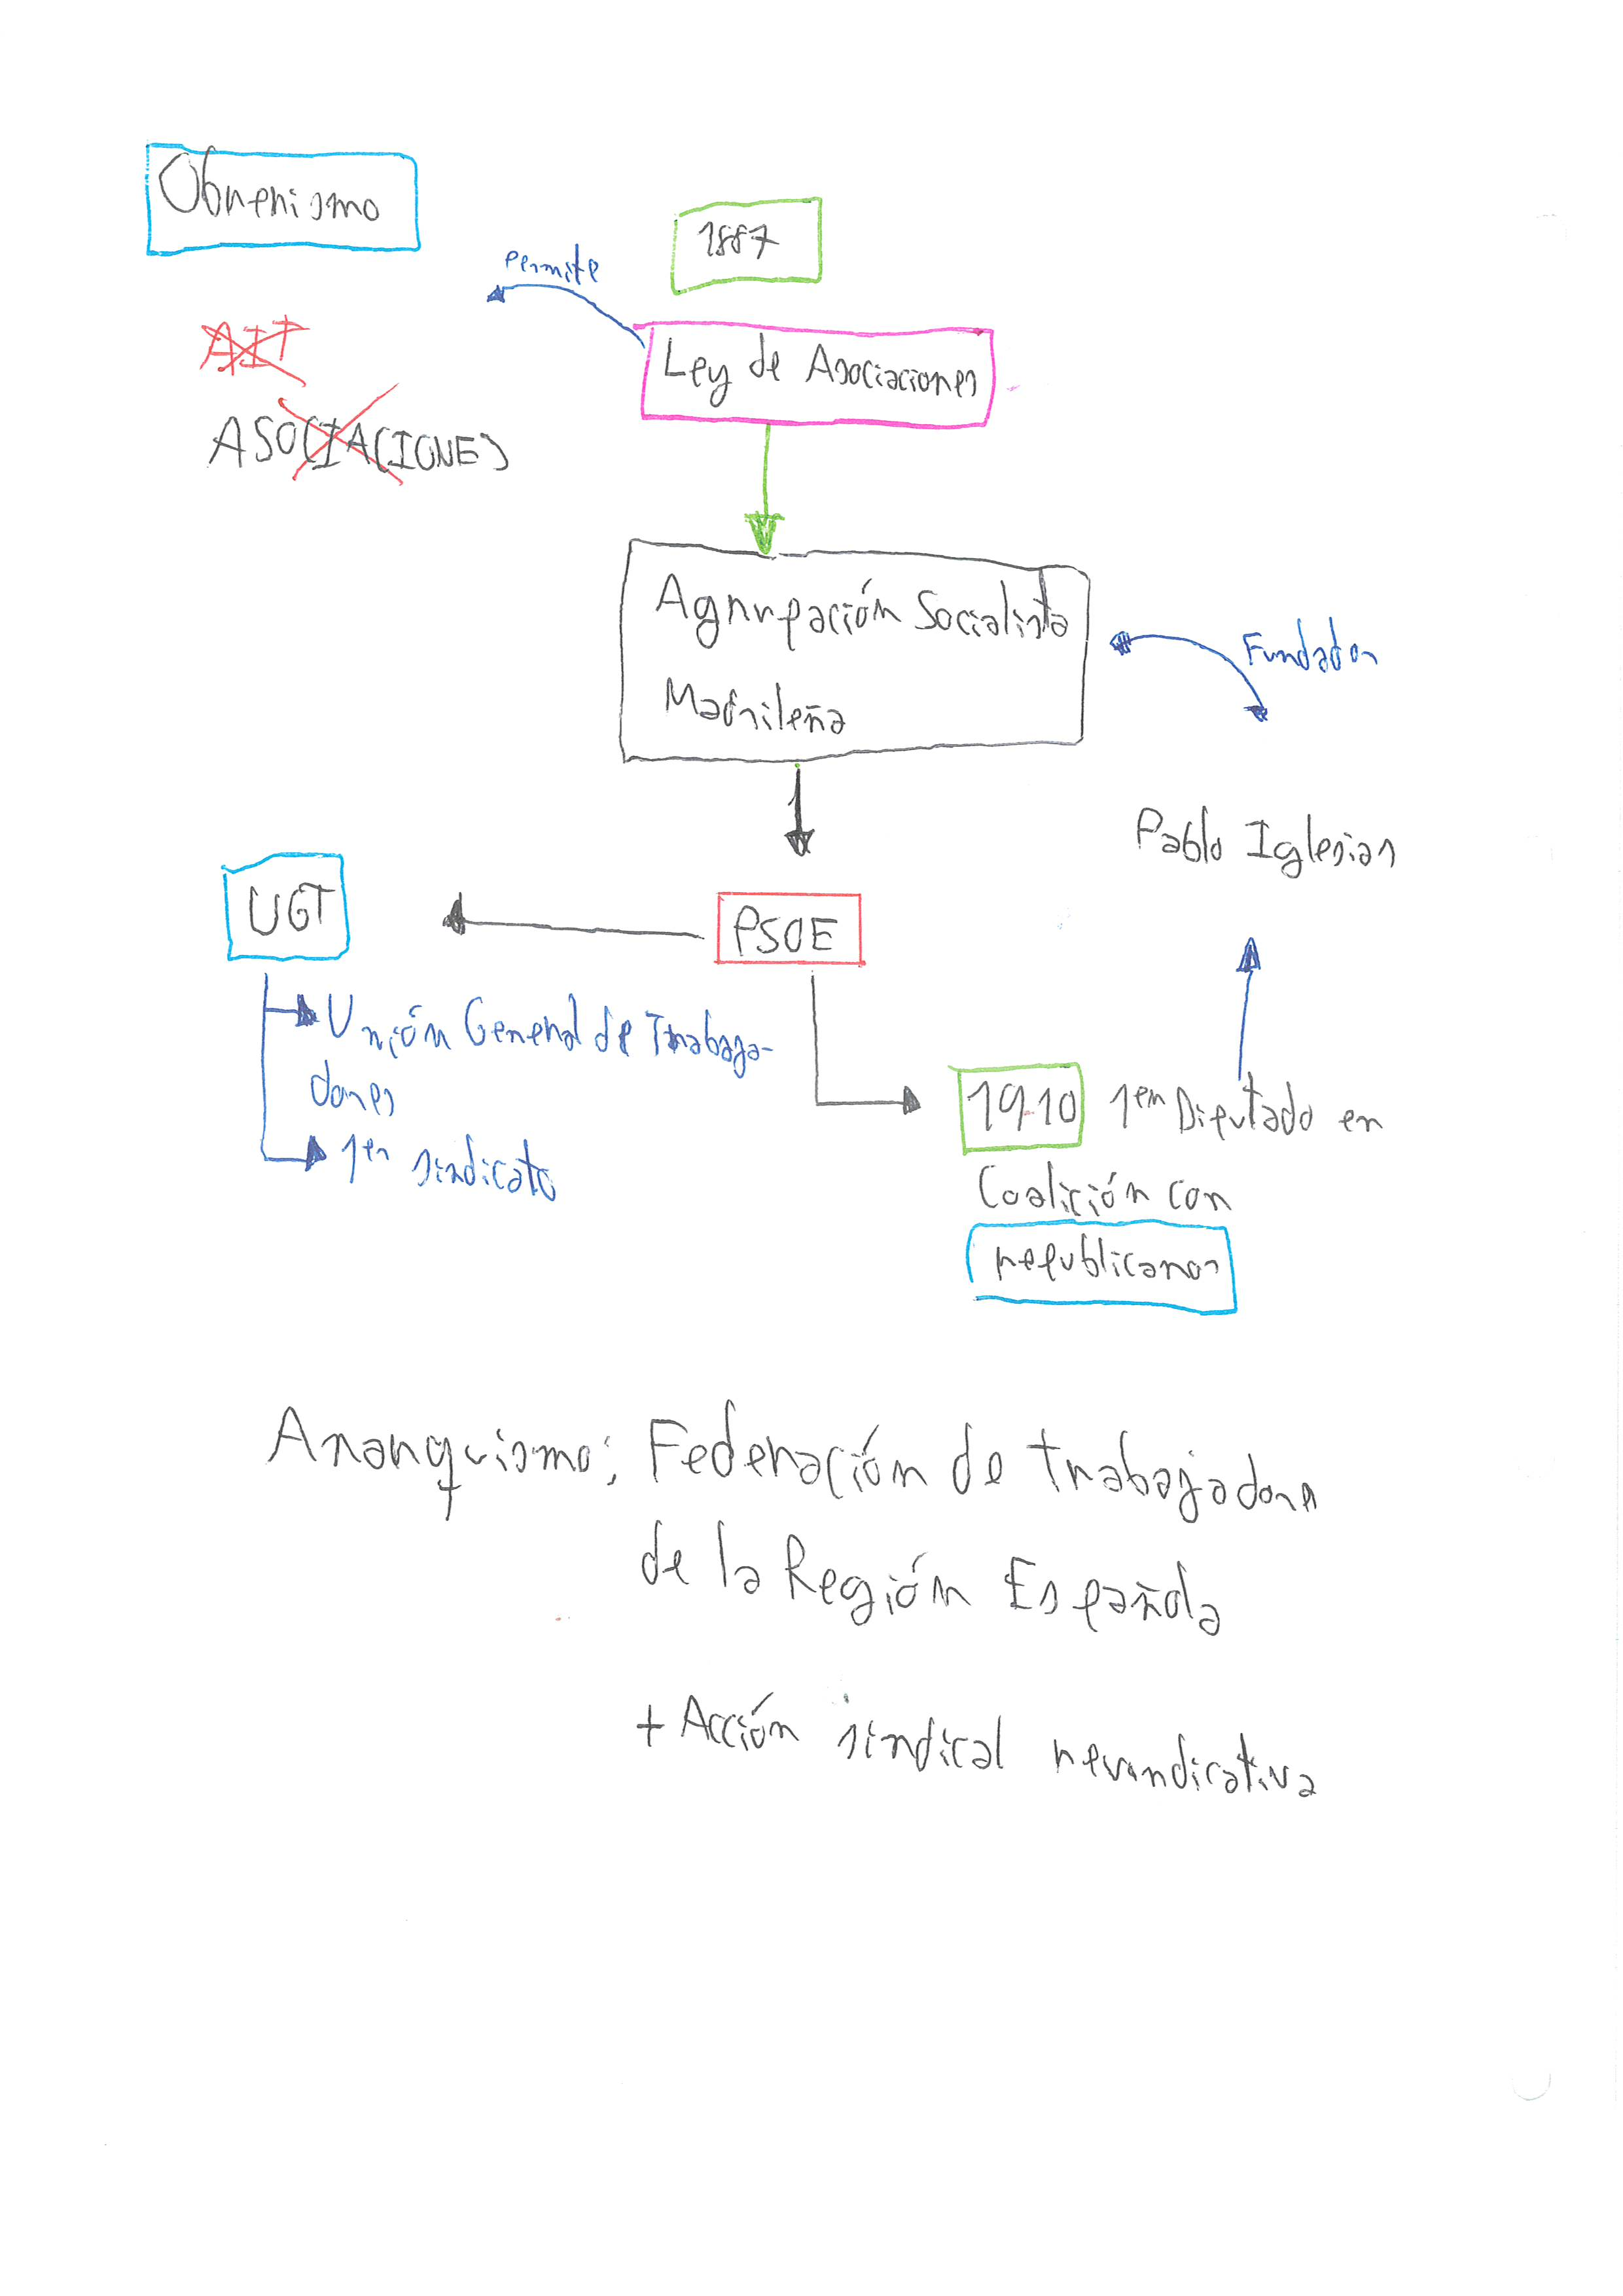 Obrerismo
1887
Permite
AIT
Ley de Asociaciones
ASOCIACIONES
Agrupación Socialista
Madrileña
Fundador
Pablo Iglesias
UGT
PSOE
Unión General de Trabaja-
dores
1er sindicato
1910 1er Diputado en
Coalición con
republicanos
Anarquismo: Federación de trabajadores
de la Región Española
+ Acción sindical reivindicativa